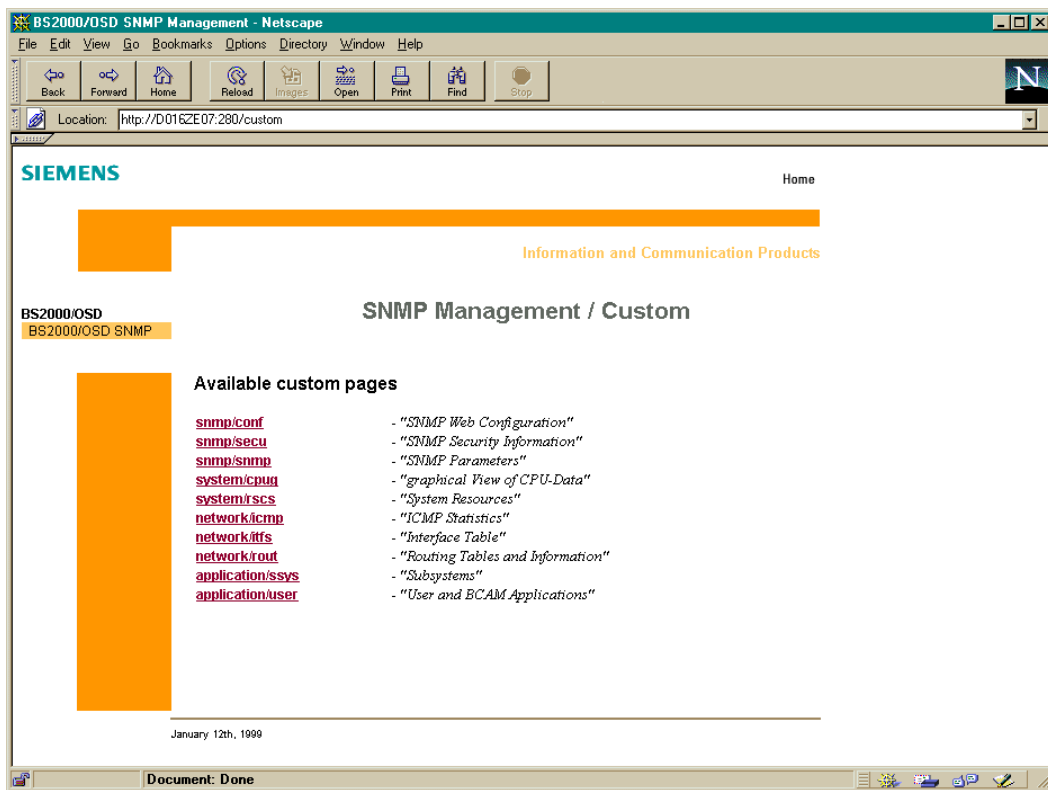 BS2000/OSD SNMP Management - Netscape
File Edit View Go Bookmarks Options Directory Window Help
Back Forward Home Reload Images Open Print Find Stop
N
Location: http://D016ZE07:280/custom
SIEMENS
Home
Information and Communication Products
BS2000/OSD
BS2000/OSD SNMP
SNMP Management / Custom
Available custom pages
snmp/conf - "SNMP Web Configuration"
snmp/secu - "SNMP Security Information"
snmp/snmp - "SNMP Parameters"
system/cpug - "graphical View of CPU-Data"
system/rscs - "System Resources"
network/icmp - "ICMP Statistics"
network/itfs - "Interface Table"
network/rout - "Routing Tables and Information"
application/ssys - "Subsystems"
application/user - "User and BCAM Applications"
January 12th, 1999
Document: Done